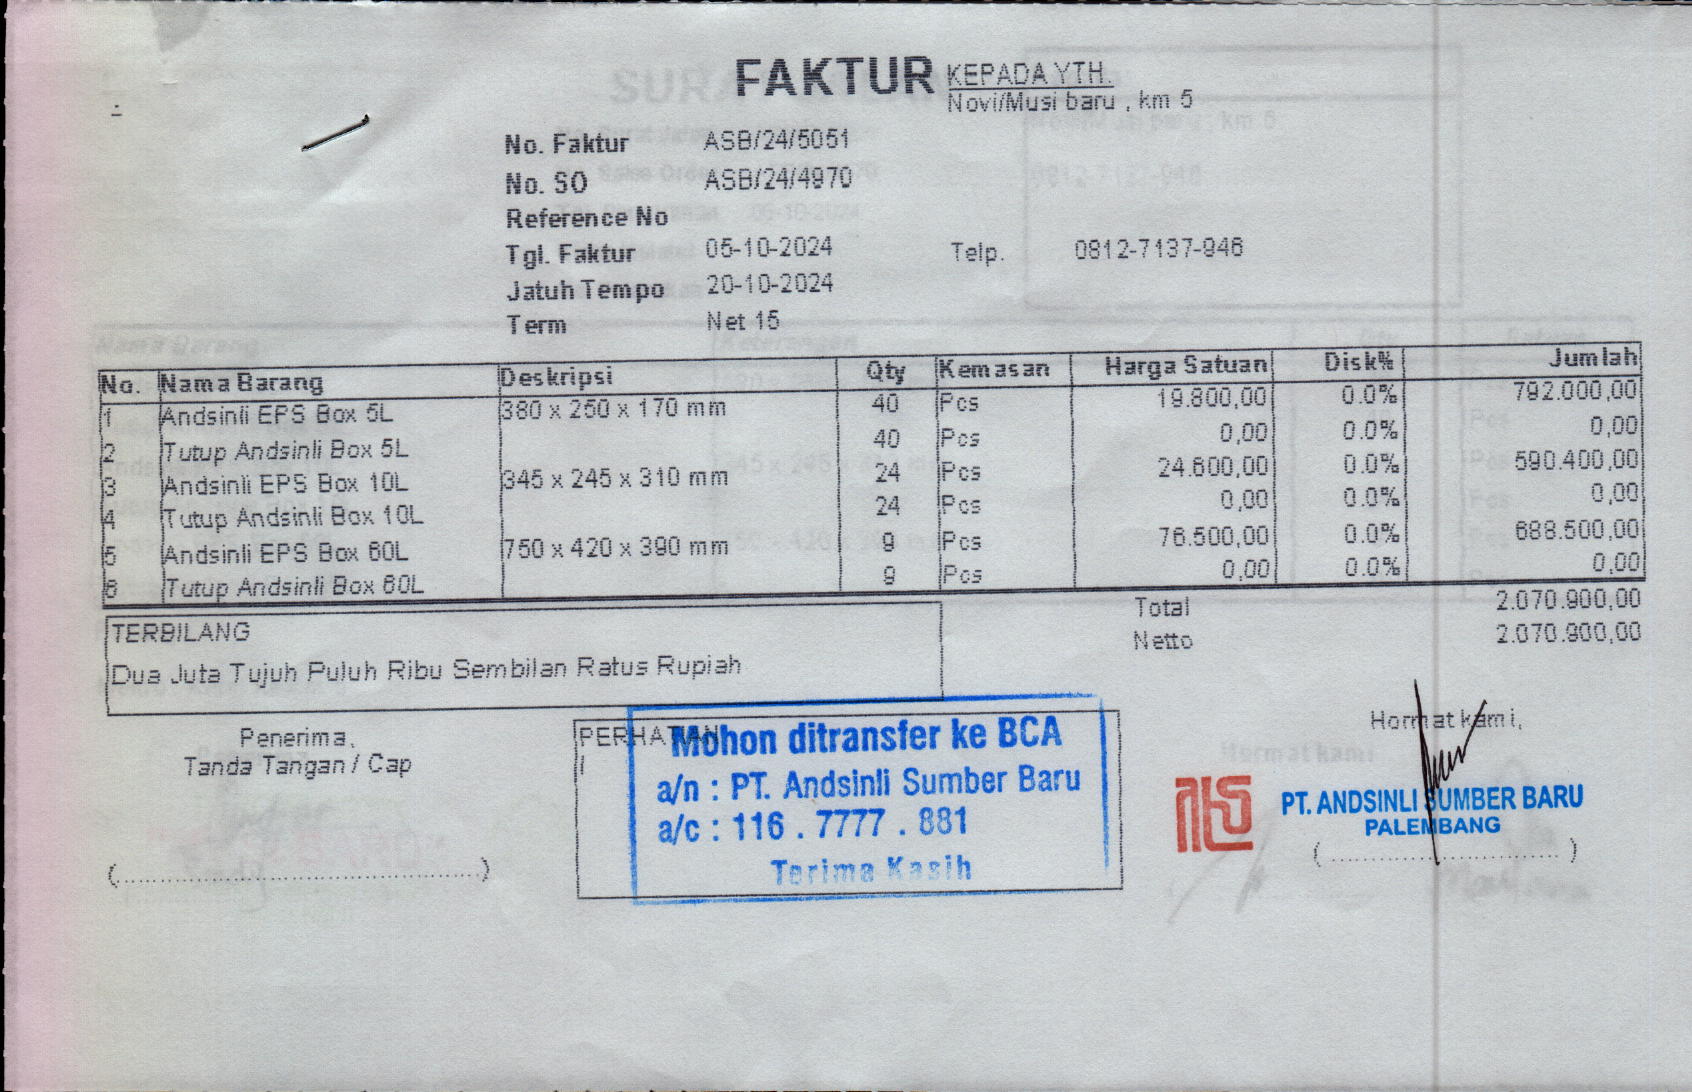 FAKTUR
KEPADA YTH.
Novi/Musi baru , km 5
No. Faktur ASB/24/5051
No. SO ASB/24/4970
Reference No
Tgl. Faktur 05-10-2024 Telp. 0812-7137-946
Jatuh Tempo 20-10-2024
Term Net 15
No. Nama Barang Deskripsi Qty Kemasan Harga Satuan Disk% Jumlah
1 Andsinli EPS Box 5L 380 x 250 x 170 mm 40 Pcs 19.800,00 0.0% 792.000,00
2 Tutup Andsinli Box 5L 40 Pcs 0,00 0.0% 0,00
3 Andsinli EPS Box 10L 345 x 245 x 310 mm 24 Pcs 24.600,00 0.0% 590.400,00
4 Tutup Andsinli Box 10L 24 Pcs 0,00 0.0% 0,00
5 Andsinli EPS Box 60L 750 x 420 x 390 mm 9 Pcs 76.500,00 0.0% 688.500,00
6 Tutup Andsinli Box 60L 9 Pcs 0,00 0.0% 0,00
Total 2.070.900,00
Netto 2.070.900,00
TERBILANG
Dua Juta Tujuh Puluh Ribu Sembilan Ratus Rupiah
Penerima,
Tanda Tangan / Cap
(..........................................................)
PERHATIAN
Mohon ditransfer ke BCA
a/n : PT. Andsinli Sumber Baru
a/c : 116 . 7777 . 881
Terima Kasih
Hormat kami,
PT. ANDSINLI SUMBER BARU
PALEMBANG
( ..................................... )